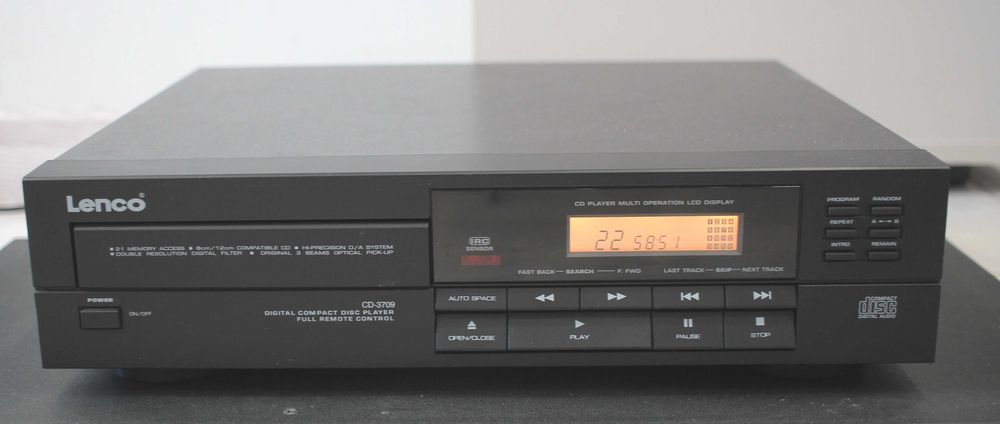 Lenco®
■ 21 MEMORY ACCESS ■ 8cm/12cm COMPATIBLE CD ■ HI-PRECISION D/A SYSTEM
■ DOUBLE RESOLUTION DIGITAL FILTER ■ ORIGINAL 3 BEAMS OPTICAL PICK-UP
CD PLAYER MULTI OPERATION LCD DISPLAY
22 58:51
IRC
SENSOR
FAST BACK — SEARCH — F. FWD
LAST TRACK — SKIP — NEXT TRACK
PROGRAM RANDOM
REPEAT A ↔ B
INTRO REMAIN
POWER
ON/OFF
CD-3709
DIGITAL COMPACT DISC PLAYER
FULL REMOTE CONTROL
AUTO SPACE
OPEN/CLOSE
PLAY
PAUSE
STOP
COMPACT
disc
DIGITAL AUDIO